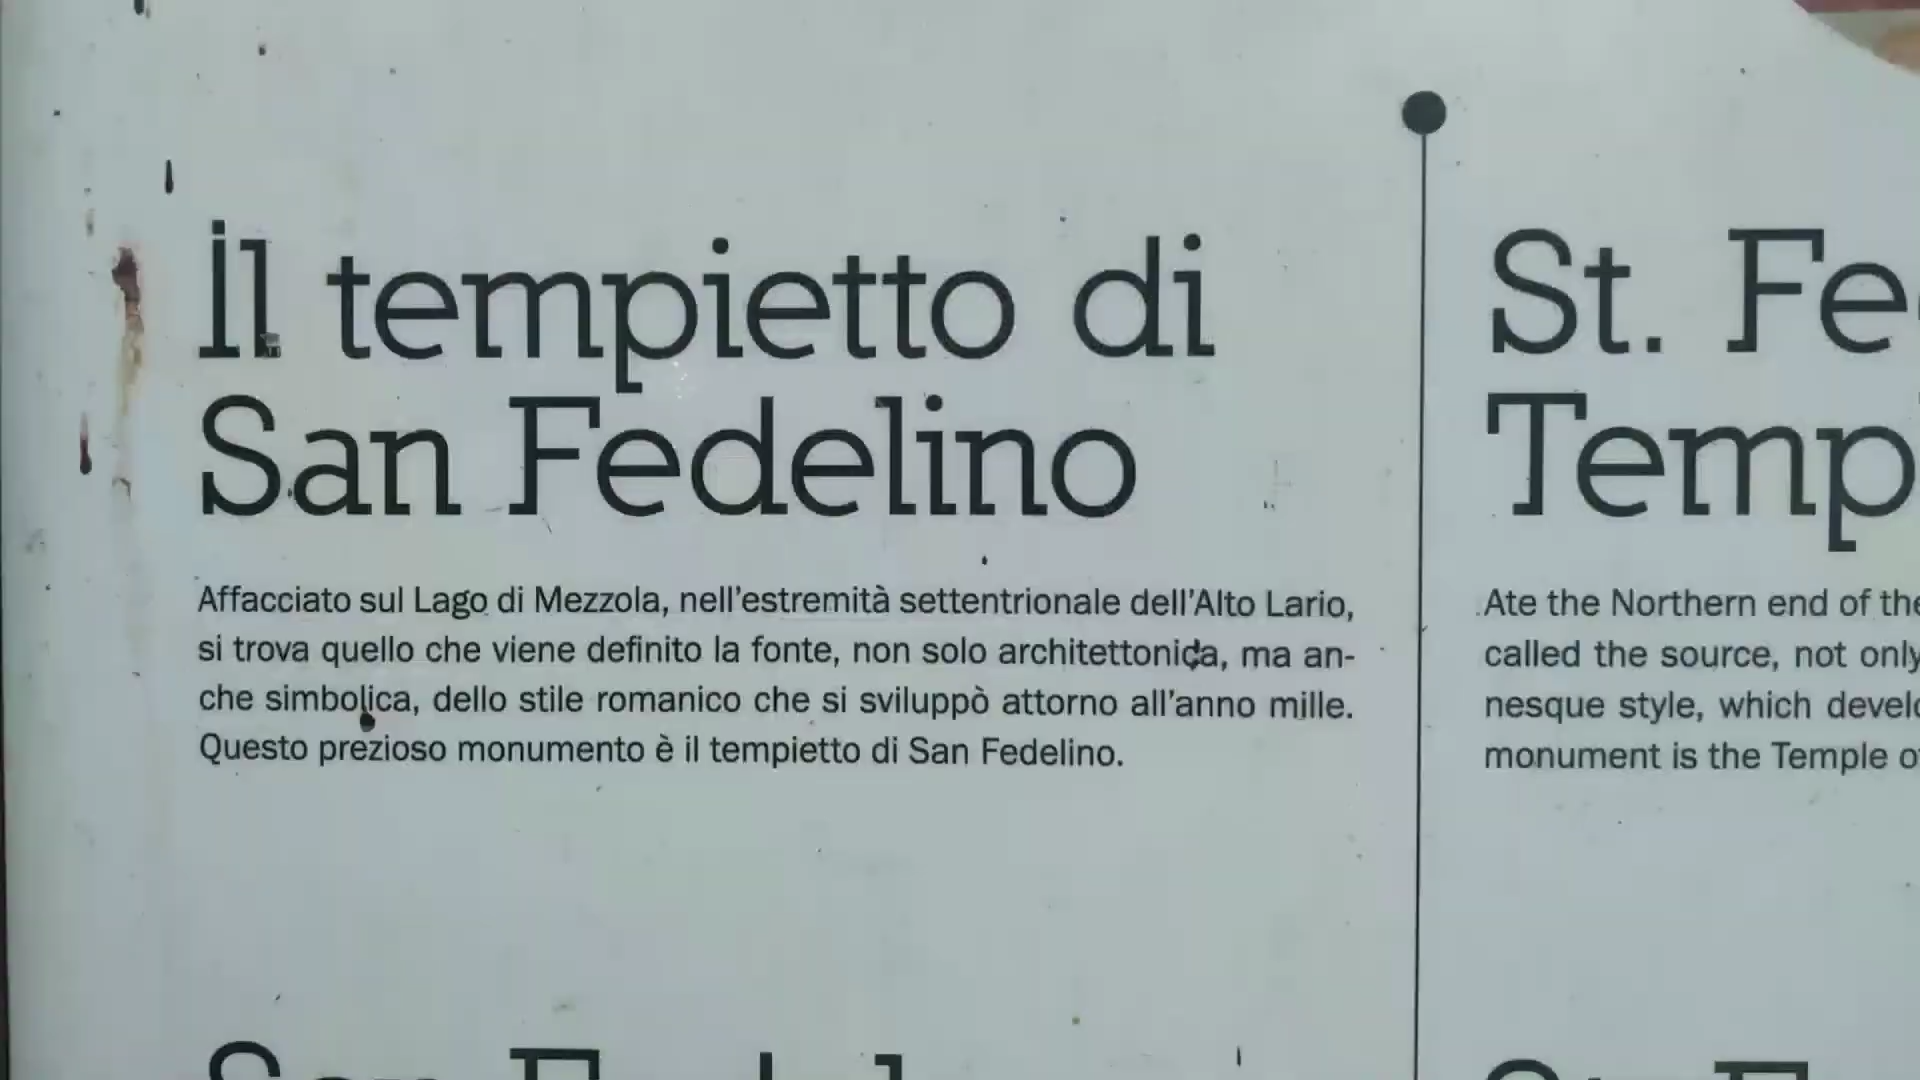 Il tempietto di
San Fedelino
Affacciato sul Lago di Mezzola, nell'estremità settentrionale dell'Alto Lario,
si trova quello che viene definito la fonte, non solo architettonica, ma an-
che simbolica, dello stile romanico che si sviluppò attorno all'anno mille.
Questo prezioso monumento è il tempietto di San Fedelino.
St.
Ate the Northern end of the
called the source, not only
nesque style, which
monument is the Temple